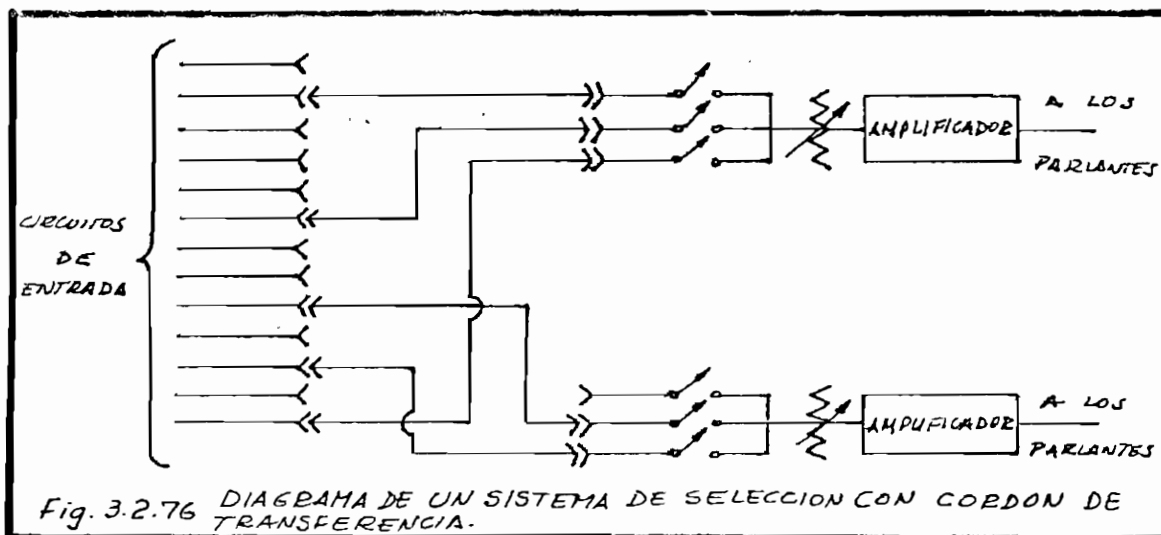 CIRCUITOS
DE
ENTRADA
AMPLIFICADOR
A LOS
PARLANTES
AMPLIFICADOR
A LOS
PARLANTES
Fig. 3.2.76 DIAGRAMA DE UN SISTEMA DE SELECCION CON CORDON DE
TRANSFERENCIA.